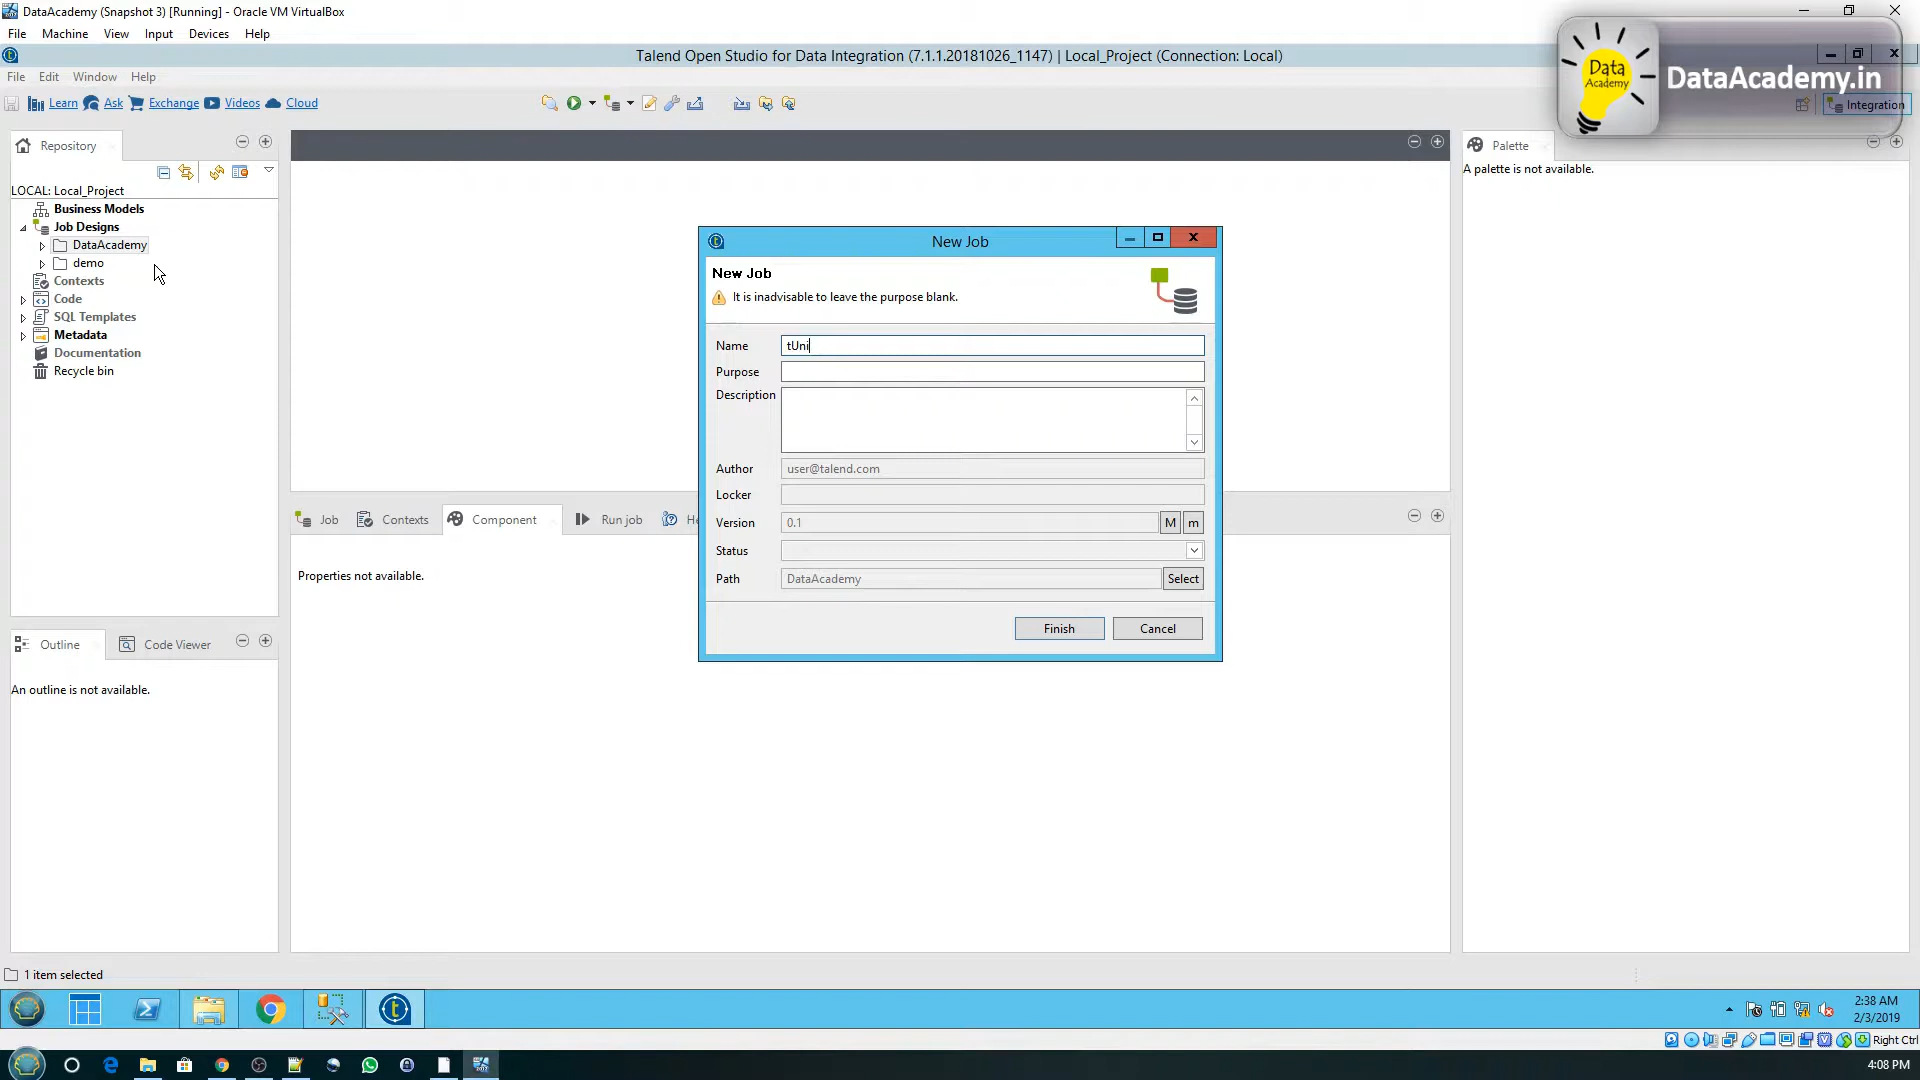 DataAcademy (Snapshot 3) [Running] - Oracle VM VirtualBox
File Machine View Input Devices Help
Talend Open Studio for Data Integration (7.1.1.20181026_1147) | Local_Project (Connection: Local)
Data Academy
DataAcademy.in
File Edit Window Help
Learn Ask Exchange Videos Cloud
Integration
Repository
Palette
A palette is not available.
LOCAL: Local_Project
Business Models
Job Designs
DataAcademy
demo
Contexts
Code
SQL Templates
Metadata
Documentation
Recycle bin
New Job
New Job
It is inadvisable to leave the purpose blank.
Name tUni
Purpose
Description
Author user@talend.com
Locker
Version 0.1 M m
Status
Path DataAcademy Select
Finish Cancel
Job Contexts Component Run job
Properties not available.
Outline Code Viewer
An outline is not available.
1 item selected
2:38 AM
2/3/2019
Right Ctrl
4:08 PM